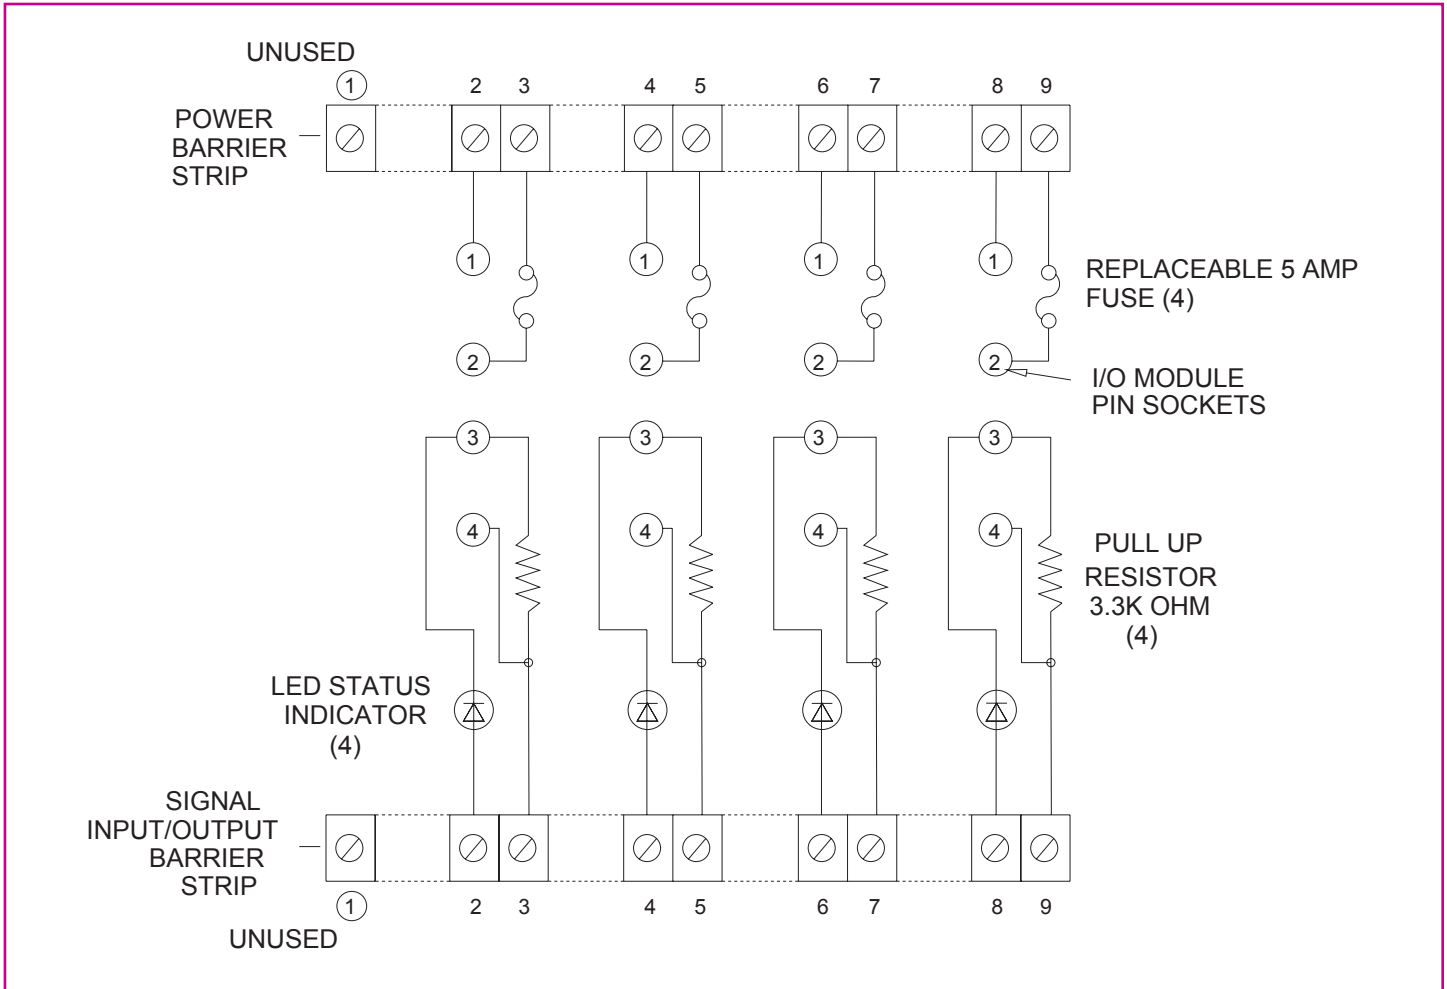 UNUSED
1 2 3 4 5 6 7 8 9
POWER
BARRIER
STRIP
1 1 1 1
REPLACEABLE 5 AMP
FUSE (4)
2 2 2 2
I/O MODULE
PIN SOCKETS
3 3 3 3
4 4 4 4
PULL UP
RESISTOR
3.3K OHM
(4)
LED STATUS
INDICATOR
(4)
SIGNAL
INPUT/OUTPUT
BARRIER
STRIP
1 2 3 4 5 6 7 8 9
UNUSED